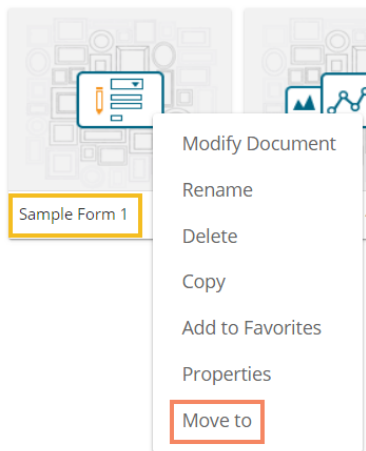 Modify Document
Rename
Sample Form 1
Delete
Copy
Add to Favorites
Properties
Move to